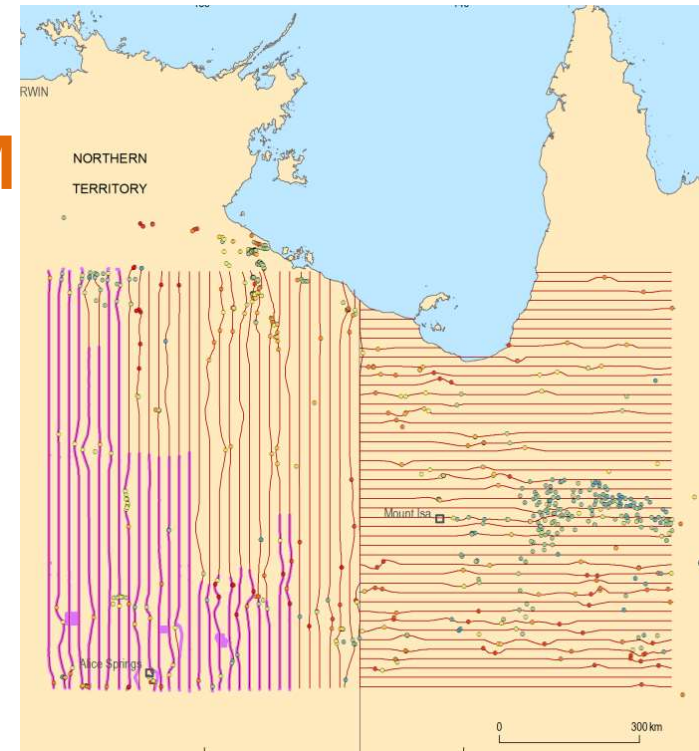 RWIN
M
NORTHERN
TERRITORY
Mount Isa
Alice Springs
0 300 km